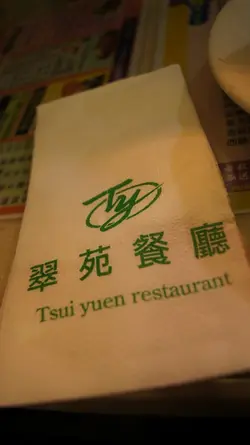 Ty
翠苑餐廳
Tsui yuen restaurant